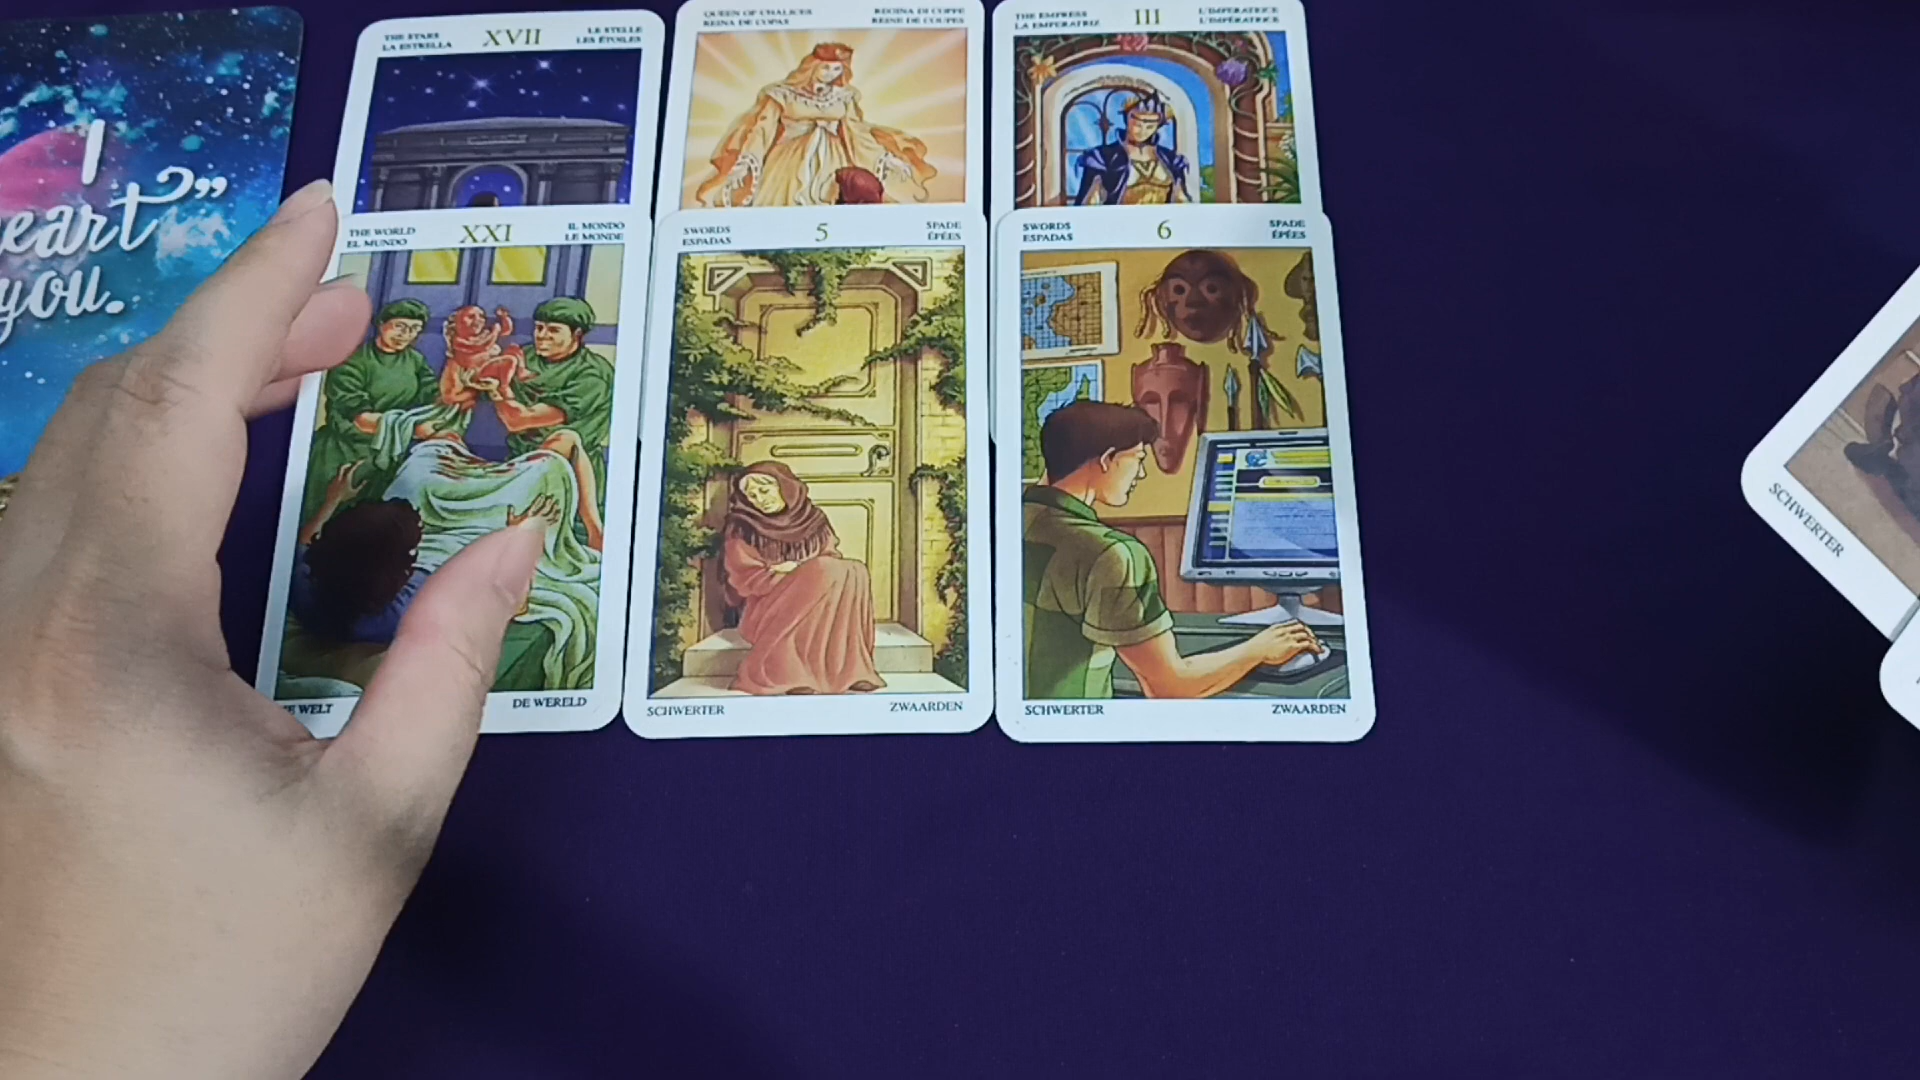 I
eart”
you.
THE STARS
LA ESTRELLA
XVII
LE STELLE
LES ÉTOILES
QUEEN OF CHALICES
REINA DE COPAS
REGINA DI COPPE
REINE DE COUPES
THE EMPRESS
LA EMPERATRIZ
III
L'IMPERATRICE
L'IMPÉRATRICE
THE WORLD
EL MUNDO
XXI
IL MONDO
LE MONDE
SWORDS
ESPADAS
5
SPADE
ÉPÉES
SWORDS
ESPADAS
6
SPADE
ÉPÉES
WELT
DE WERELD
SCHWERTER
ZWAARDEN
SCHWERTER
ZWAARDEN
SCHWERTER